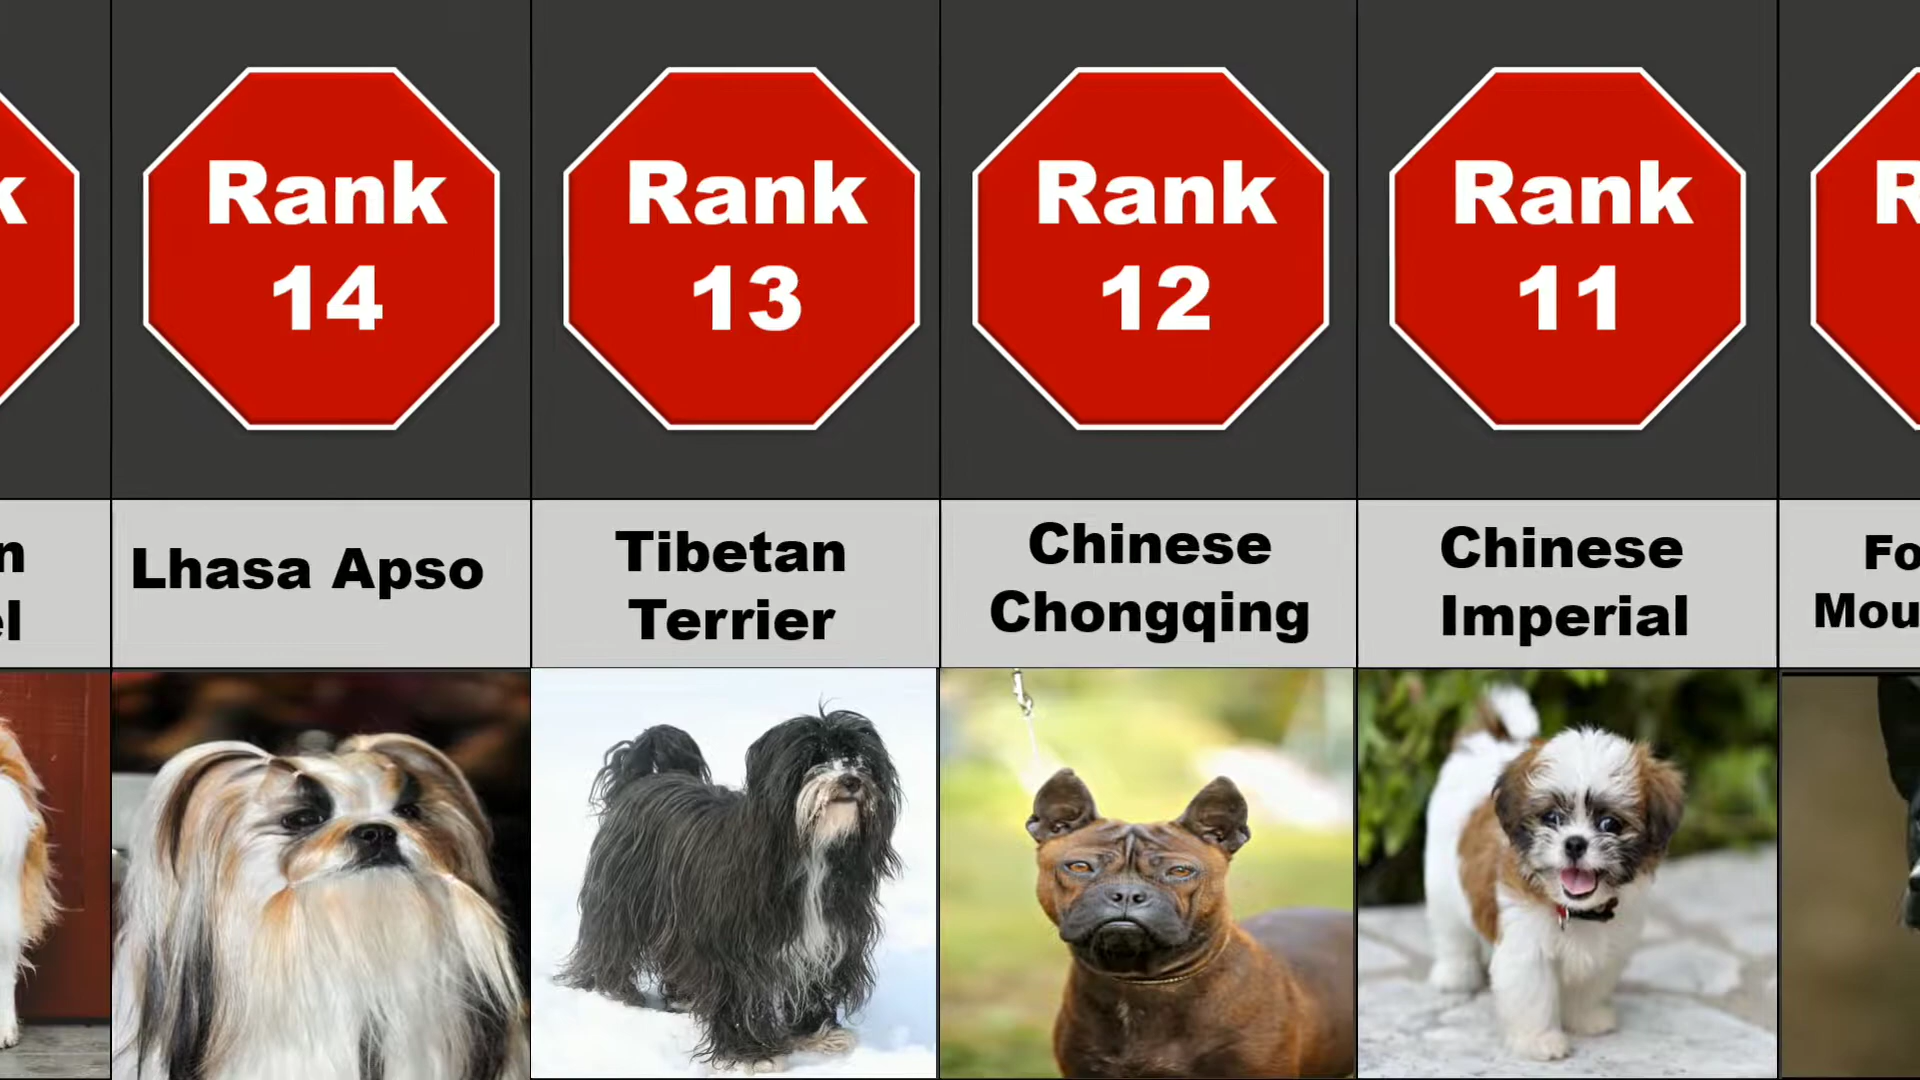 Rank
14
Rank
13
Rank
12
Rank
11
Lhasa Apso
Tibetan
Terrier
Chinese
Chongqing
Chinese
Imperial